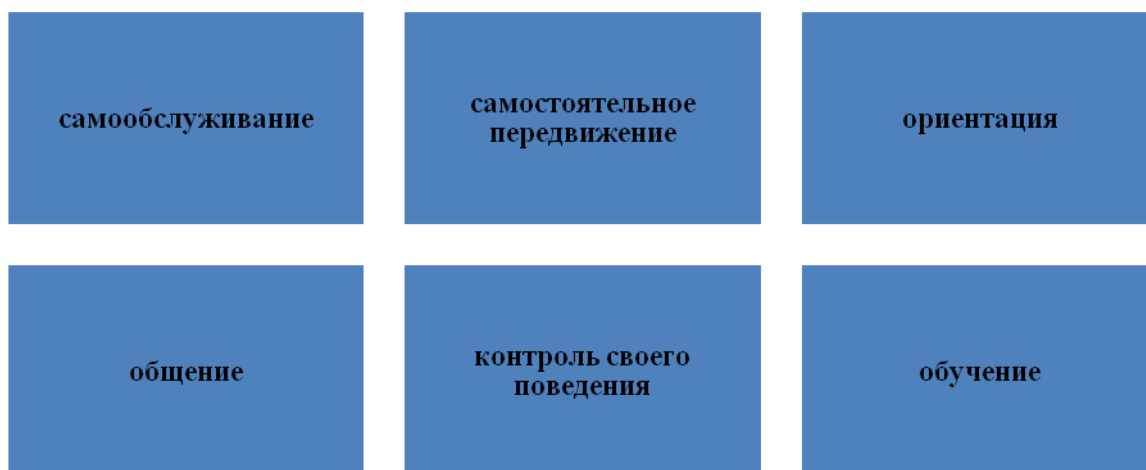 самообслуживание
самостоятельное
передвижение
ориентация
общение
контроль своего
поведения
обучение